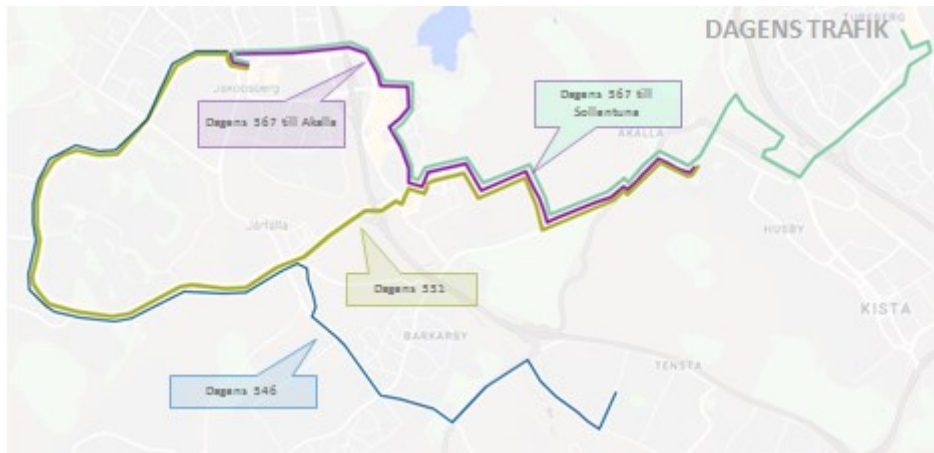 DAGENS TRAFIK
TUREBERG
Jakobsberg
Dagens 567 till Akalla
Dagens 567 till
Sollentuna
AKALLA
Järfälla
HUSBY
Dagens 551
KISTA
BARKARBY
TENSTA
Dagens 546